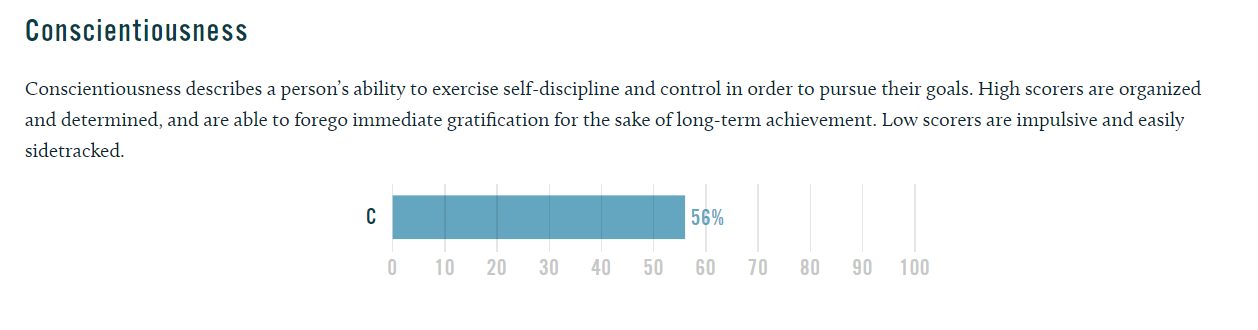 Conscientiousness
Conscientiousness describes a person’s ability to exercise self-discipline and control in order to pursue their goals. High scorers are organized
and determined, and are able to forego immediate gratification for the sake of long-term achievement. Low scorers are impulsive and easily
sidetracked.
C 56%
0 10 20 30 40 50 60 70 80 90 100